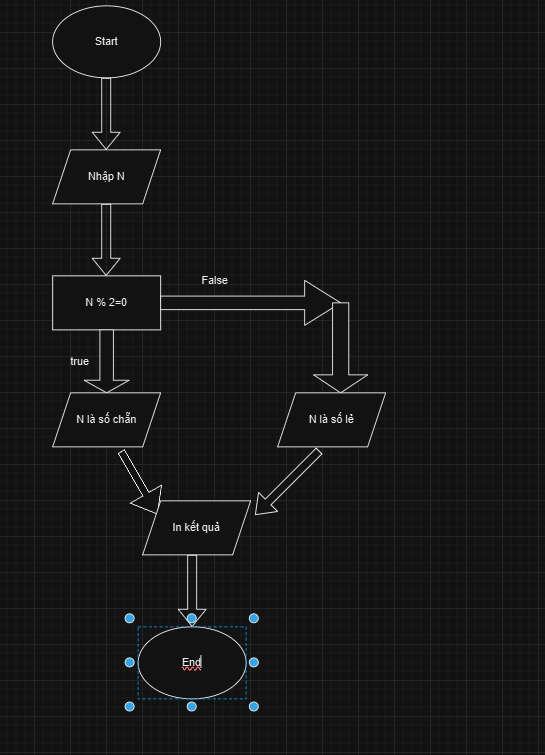 Start
Nhập N
N % 2=0
False
true
N là số chẵn
N là số lẻ
In kết quả
End